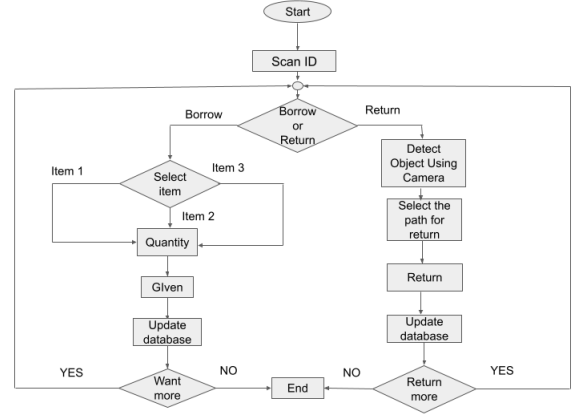 Start
Scan ID
Borrow
or
Return
Borrow
Return
Select
item
Item 1
Item 3
Item 2
Quantity
GIven
Update
database
Want
more
YES
NO
Detect
Object Using
Camera
Select the
path for
return
Return
Update
database
Return
more
NO
YES
End